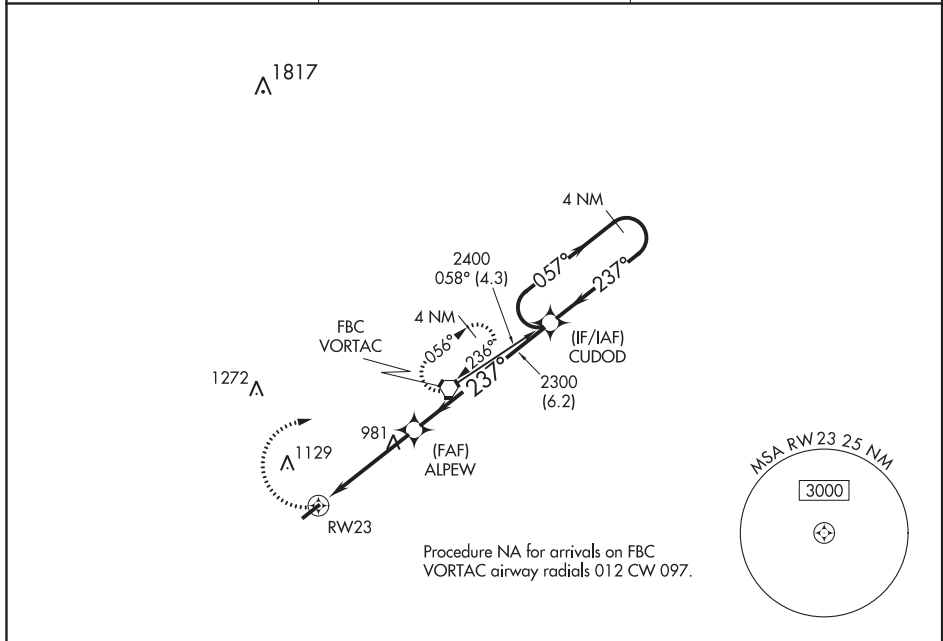 1817
4 NM
057°
237°
2400
058° (4.3)
FBC
VORTAC
4 NM
056°
236°
237°
(IF/IAF)
CUDOD
2300
(6.2)
1272
981
1129
(FAF)
ALPEW
RW23
MSA RW 23 25 NM
3000
Procedure NA for arrivals on FBC
VORTAC airway radials 012 CW 097.